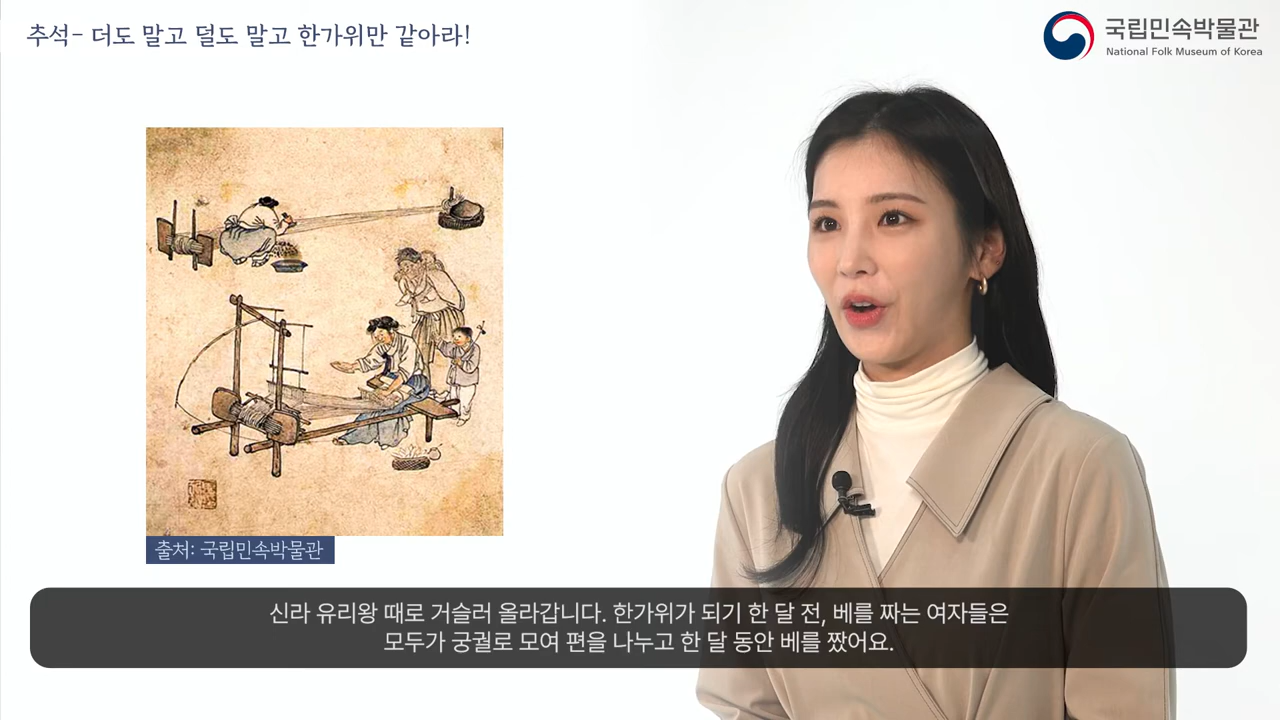 추석- 더도 말고 덜도 말고 한가위만 같아라!
국립민속박물관
National Folk Museum of Korea
출처: 국립민속박물관
신라 유리왕 때로 거슬러 올라갑니다. 한가위가 되기 한 달 전, 베를 짜는 여자들은
모두가 궁궐로 모여 편을 나누고 한 달 동안 베를 짰어요.